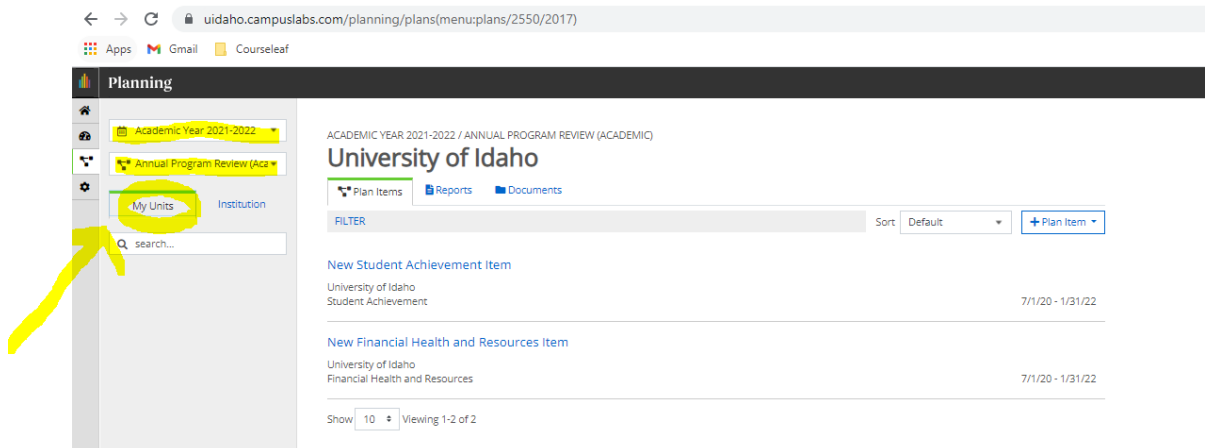 uidaho.campuslabs.com/planning/plans(menu:plans/2550/2017)
Apps Gmail Courseleaf
Planning
Academic Year 2021-2022
Annual Program Review (Aca
My Units Institution
search...
ACADEMIC YEAR 2021-2022 / ANNUAL PROGRAM REVIEW (ACADEMIC)
University of Idaho
Plan Items Reports Documents
FILTER Sort Default + Plan Item
New Student Achievement Item
University of Idaho
Student Achievement 7/1/20 - 1/31/22
New Financial Health and Resources Item
University of Idaho
Financial Health and Resources 7/1/20 - 1/31/22
Show 10 Viewing 1-2 of 2